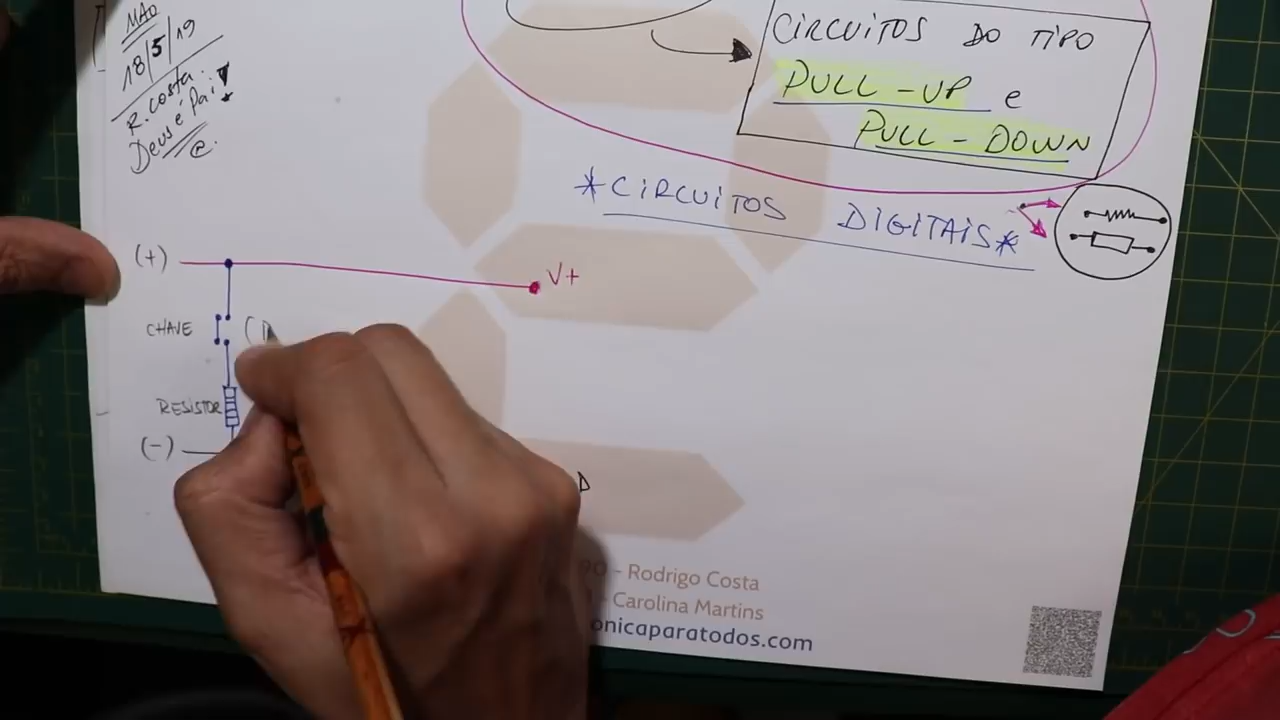 MAO
18/5/19
R. Costa
Deus é Pai!
@.
CIRCUITOS DO TIPO
PULL-UP e
PULL-DOWN
*CIRCUITOS DIGITAIS*
(+)
V+
CHAVE
RESISTOR
(-)
- Rodrigo Costa
- Carolina Martins
onicaparatodos.com